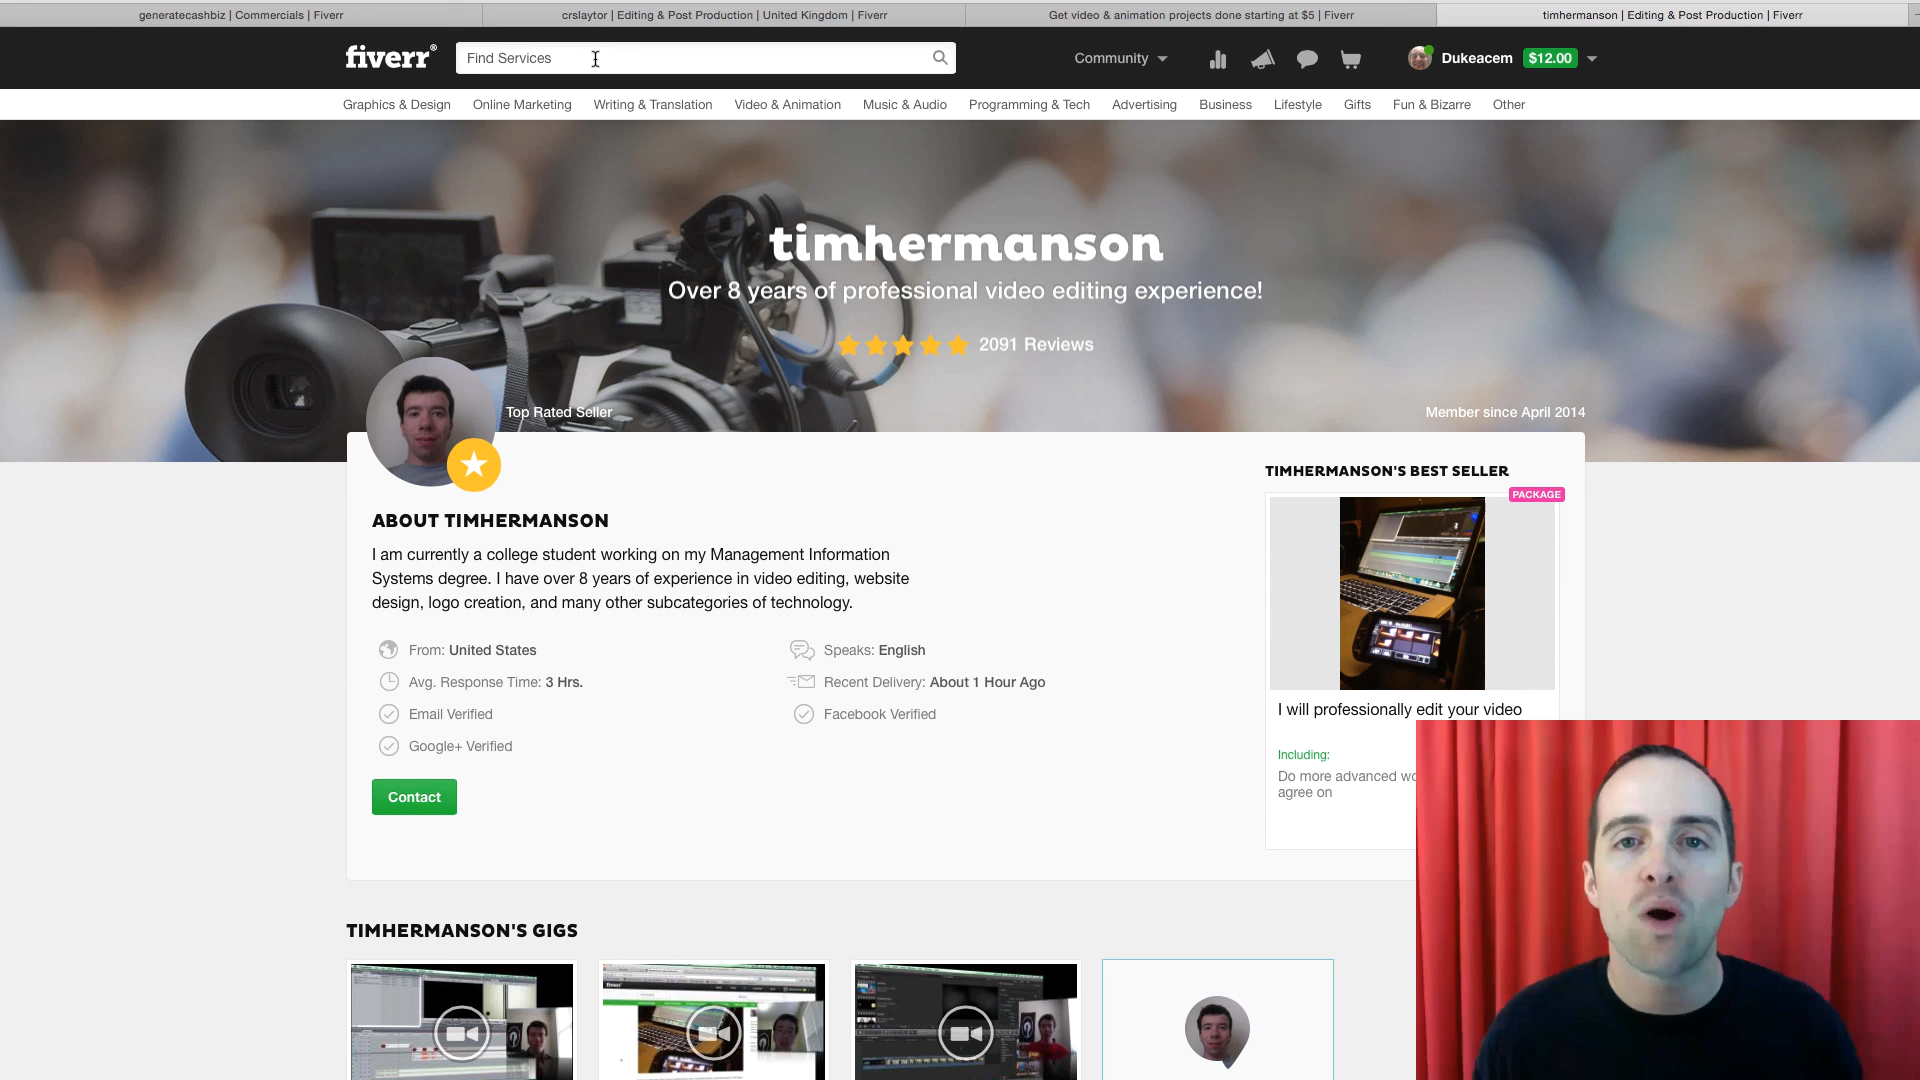 generatecashbiz | Commercials | Fiverr
crslaytor | Editing & Post Production | United Kingdom | Fiverr
Get video & animation projects done starting at $5 | Fiverr
timhermanson | Editing & Post Production | Fiverr
fiverr®
Find Services
Community
Dukeacem
$12.00
Graphics & Design
Online Marketing
Writing & Translation
Video & Animation
Music & Audio
Programming & Tech
Advertising
Business
Lifestyle
Gifts
Fun & Bizarre
Other
timhermanson
Over 8 years of professional video editing experience!
2091 Reviews
Top Rated Seller
Member since April 2014
ABOUT TIMHERMANSON
I am currently a college student working on my Management Information
Systems degree. I have over 8 years of experience in video editing, website
design, logo creation, and many other subcategories of technology.
From: United States
Speaks: English
Avg. Response Time: 3 Hrs.
Recent Delivery: About 1 Hour Ago
Email Verified
Facebook Verified
Google+ Verified
Contact
TIMHERMANSON'S BEST SELLER
PACKAGE
I will professionally edit your video
Including:
Do more advanced
agree on
TIMHERMANSON'S GIGS